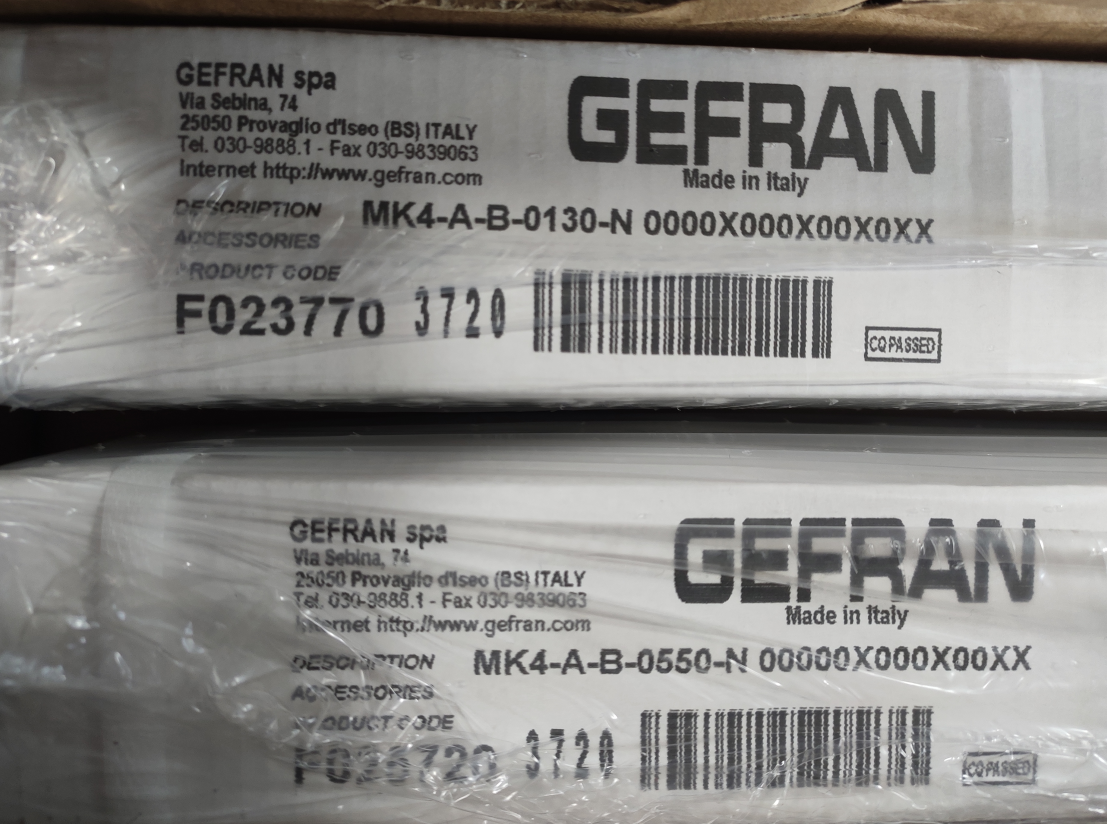 GEFRAN spa
Via Sebina, 74
25050 Provaglio d'Iseo (BS) ITALY
Tel. 030-9888.1 - Fax 030-9839063
Internet http://www.gefran.com
GEFRAN
Made in Italy
DESCRIPTION MK4-A-B-0130-N 0000X000X00X0XX
ACCESSORIES
PRODUCT CODE
F023770 3720
CQ PASSED
GEFRAN spa
Via Sebina, 74
25050 Provaglio d'Iseo (BS) ITALY
Tel. 030-9888.1 - Fax 030-9839063
Internet http://www.gefran.com
GEFRAN
Made in Italy
DESCRIPTION MK4-A-B-0550-N 00000X000X00XX
ACCESSORIES
PRODUCT CODE
3720
CQ PASSED